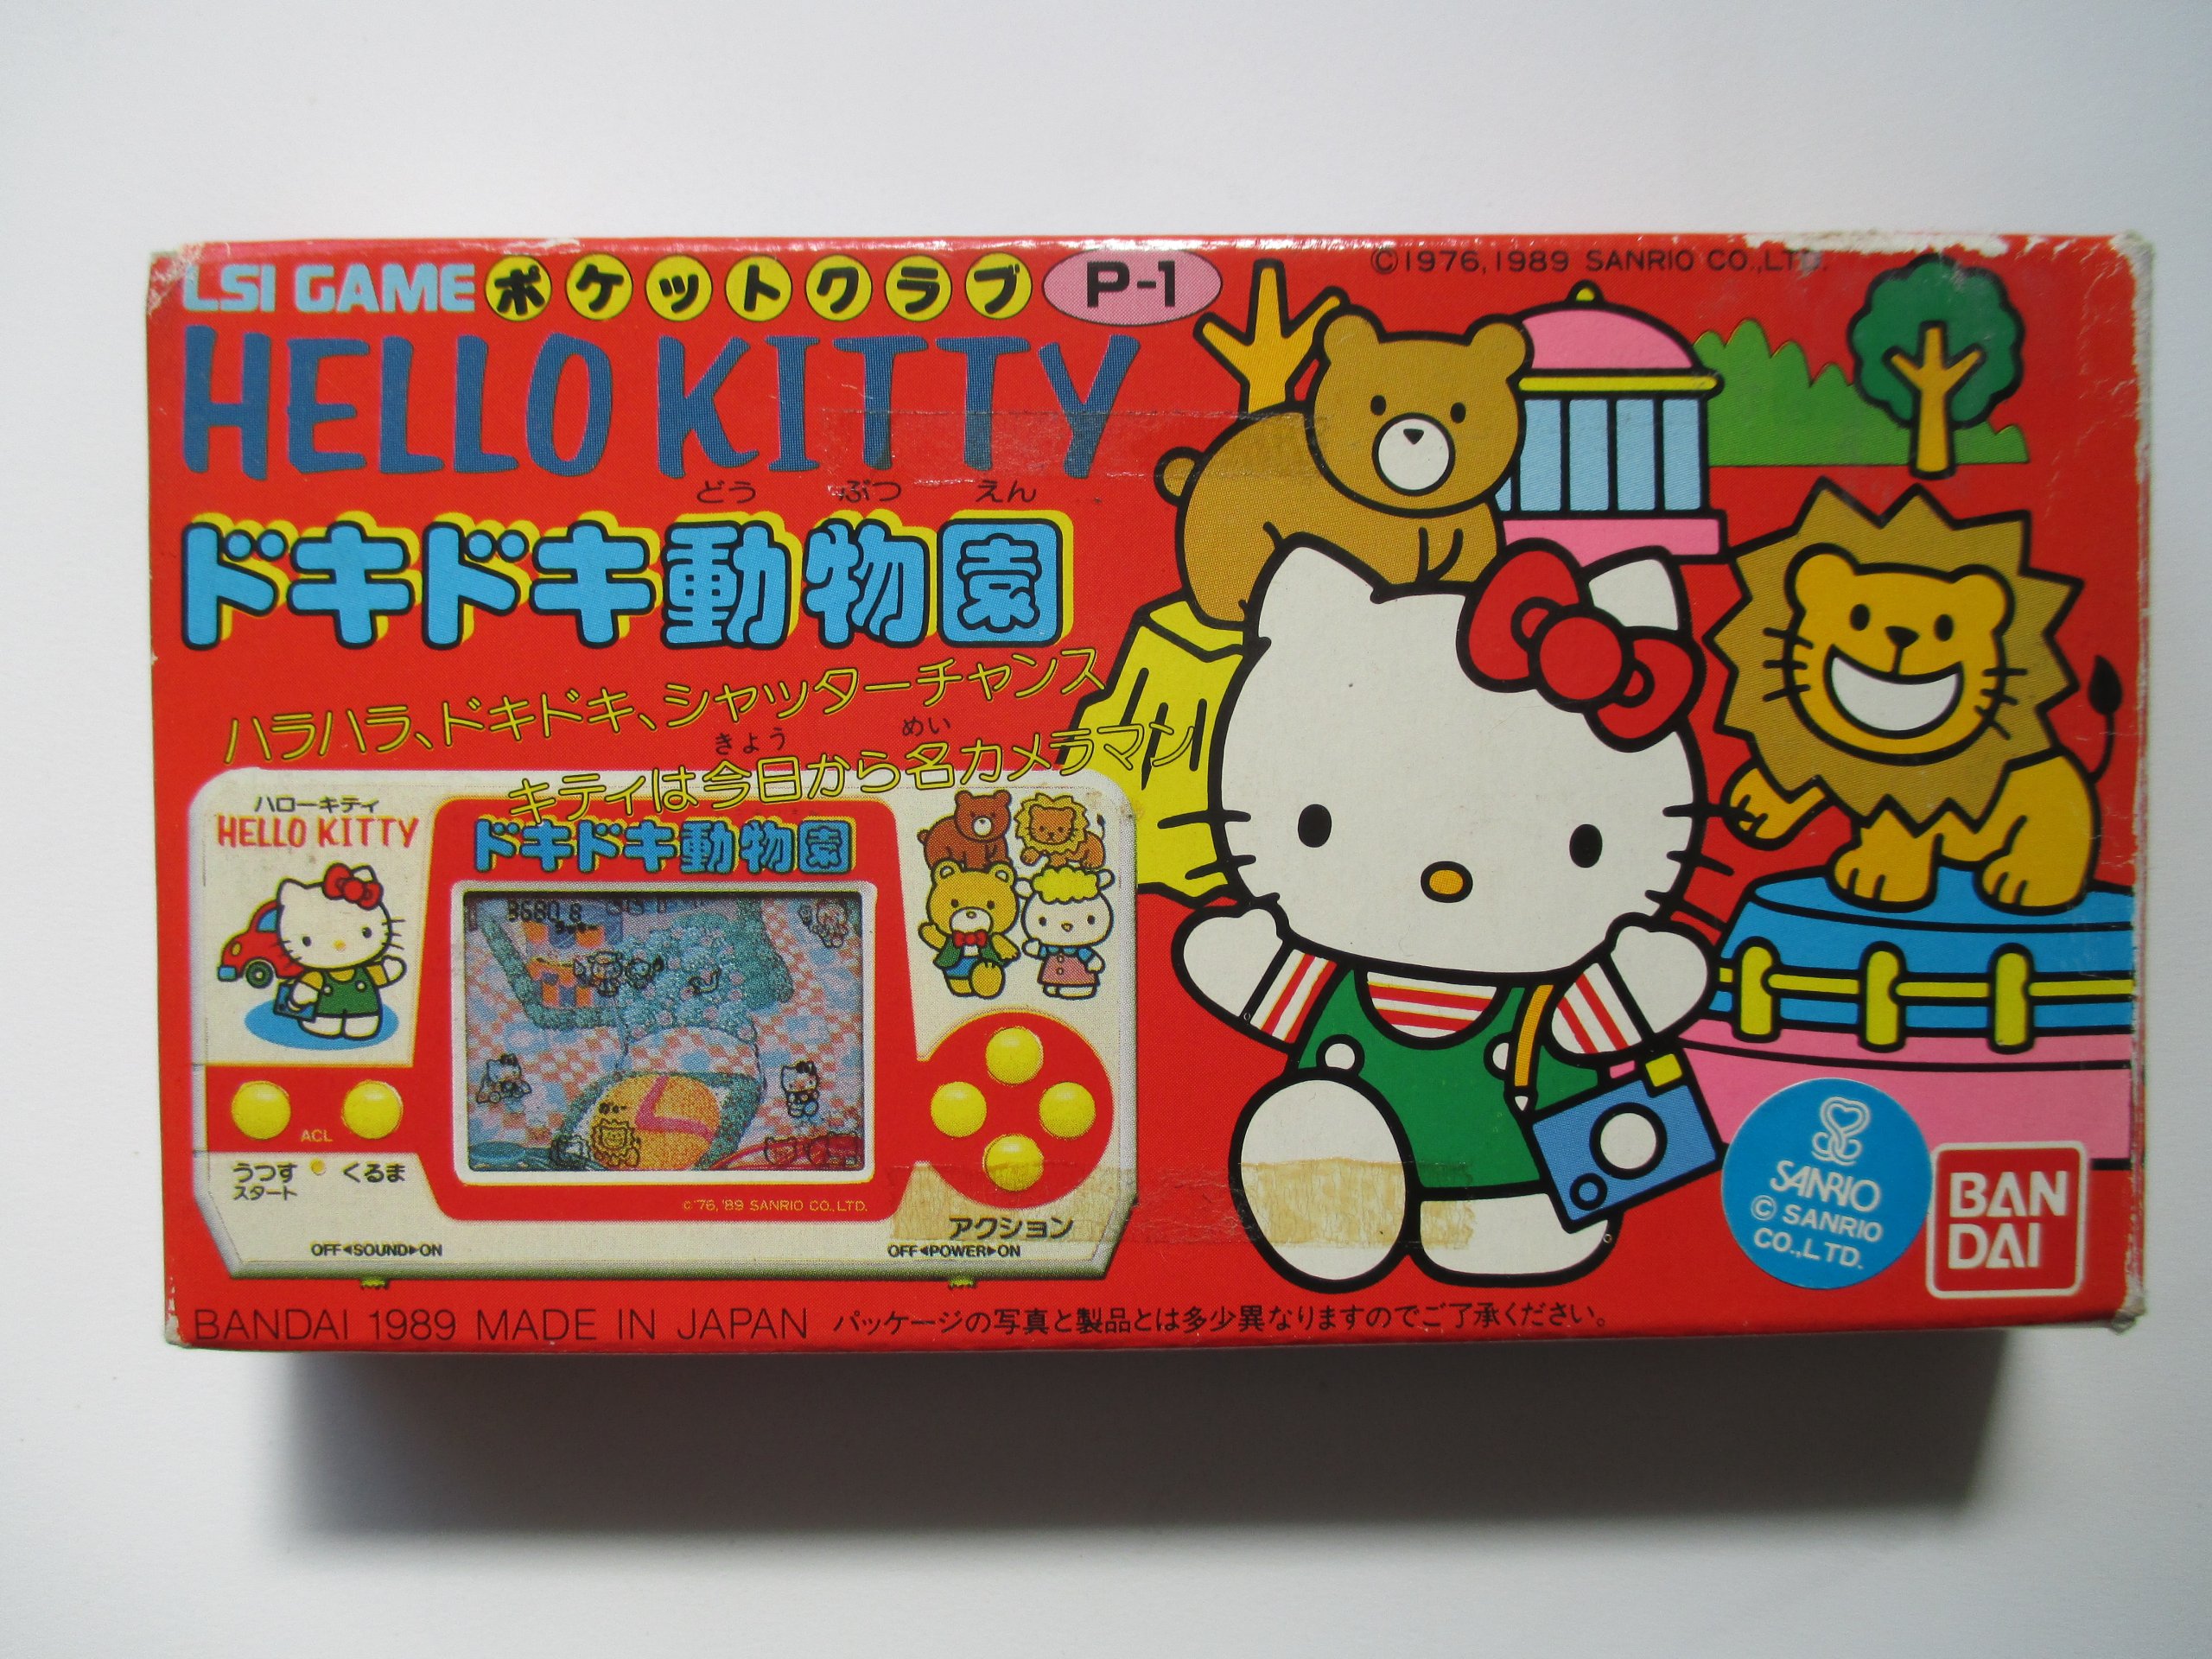 LSI GAME ポケットクラブ P-1
©1976,1989 SANRIO CO.,LTD.
HELLO KITTY
どう ぶつ えん
ドキドキ動物園
ハラハラ、ドキドキ、シャッターチャンス
きょう めい
キティは今日から名カメラマン
ハローキティ
HELLO KITTY
ドキドキ動物園
ACL
うつす くるま
スタート
©'76,'89 SANRIO CO.,LTD.
アクション
OFF◀SOUND▶ON
OFF◀POWER▶ON
SANRIO
© SANRIO
CO.,LTD.
BAN
DAI
BANDAI 1989 MADE IN JAPAN パッケージの写真と製品とは多少異なりますのでご了承ください。